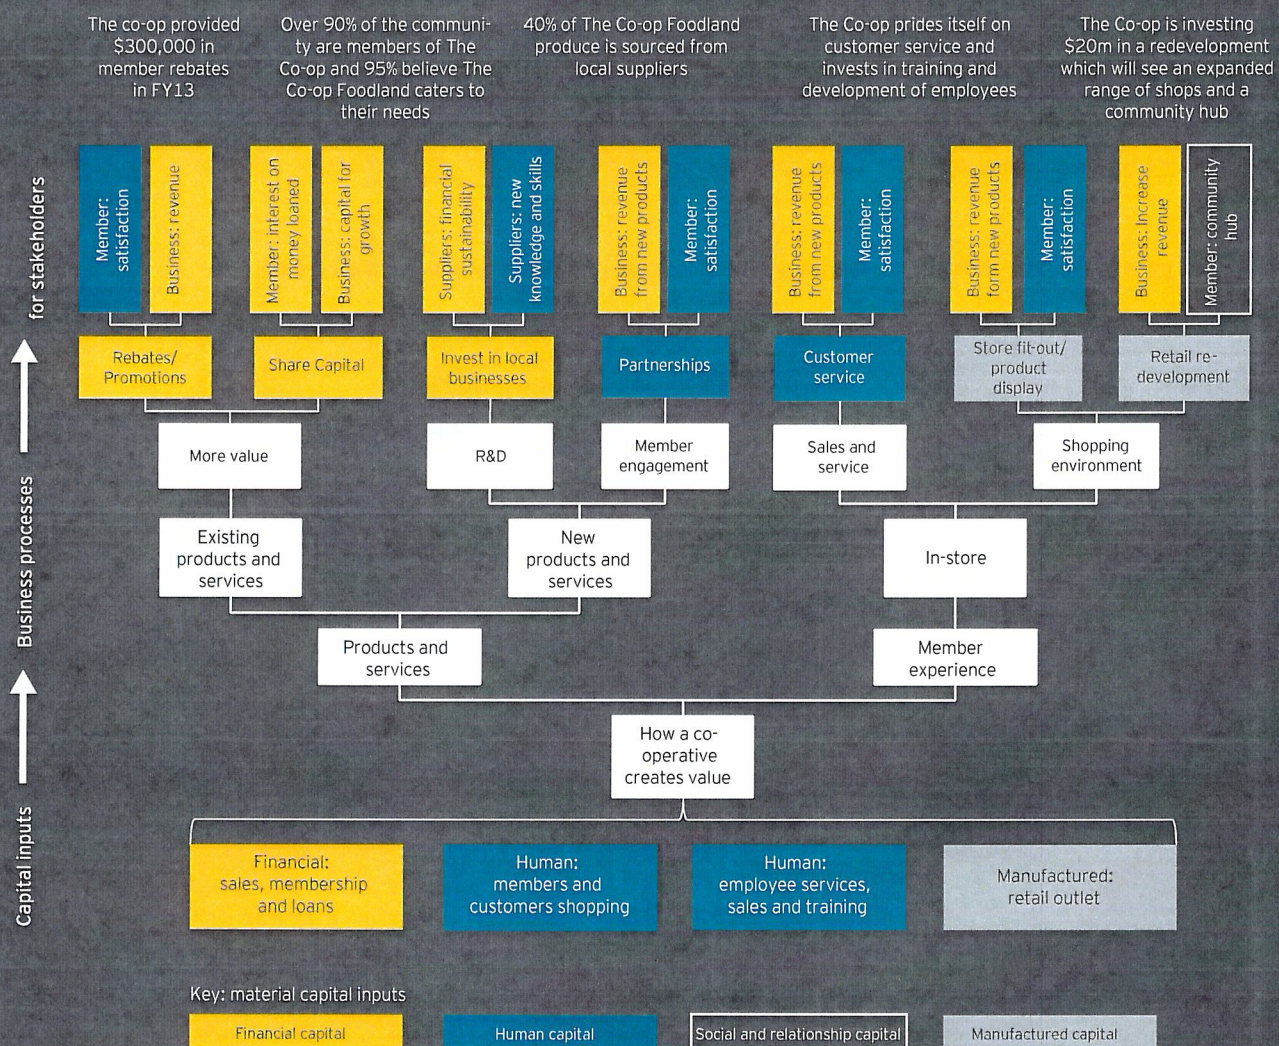 The co-op provided
$300,000 in
member rebates
in FY13
Over 90% of the communi-
ty are members of The
Co-op and 95% believe The
Co-op Foodland caters to
their needs
40% of The Co-op Foodland
produce is sourced from
local suppliers
The Co-op prides itself on
customer service and
invests in training and
development of employees
The Co-op is investing
$20m in a redevelopment
which will see an expanded
range of shops and a
community hub
for stakeholders
Member:
satisfaction
Business: revenue
Member: interest on
money loaned
Business: capital for
growth
Suppliers: financial
sustainability
Suppliers: new
knowledge and skills
Business: revenue
from new products
Member:
satisfaction
Business: revenue
from new products
Member:
satisfaction
Business: revenue
form new products
Member:
satisfaction
Business: Increase
revenue
Member: community
hub
Rebates/
Promotions
Share Capital
Invest in local
businesses
Partnerships
Customer
service
Store fit-out/
product
display
Retail re-
development
Business processes
More value
R&D
Member
engagement
Sales and
service
Shopping
environment
Existing
products and
services
New
products and
services
In-store
Products and
services
Member
experience
How a co-
operative
creates value
Capital inputs
Financial:
sales, membership
and loans
Human:
members and
customers shopping
Human:
employee services,
sales and training
Manufactured:
retail outlet
Key: material capital inputs
Financial capital
Human capital
Social and relationship capital
Manufactured capital